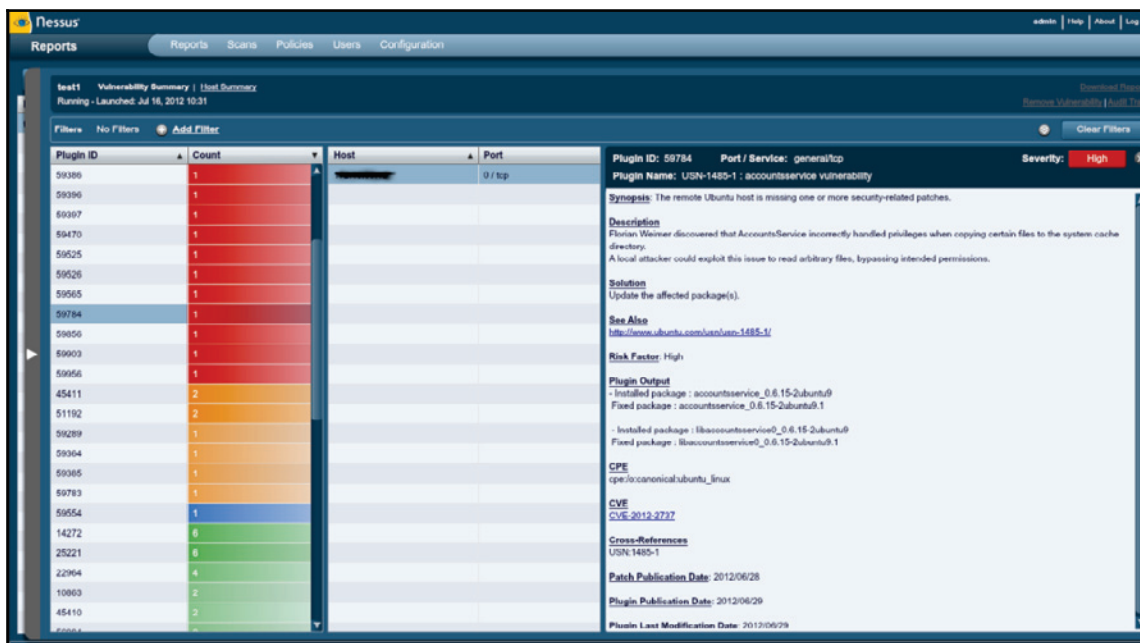 nessus
admin | Help | About | Log
Reports
Reports Scans Policies Users Configuration
test1 Vulnerability Summary | Host Summary
Running - Launched: Jul 16, 2012 10:31
Download Report
Remove Vulnerability | Audit Tra
Filters No Filters Add Filter
Clear Filters
Plugin ID Count
Host Port
59386 1
59396 1
59397 1
59470 1
59525 1
59526 1
59565 1
59784 1
59856 1
59903 1
59956 1
45411 2
51192 2
59289 1
59364 1
59385 1
59783 1
59554 1
14272 6
25221 6
22964 4
10863 2
45410 2
0 / tcp
Plugin ID: 59784 Port / Service: general/tcp Severity: High
Plugin Name: USN-1485-1 : accountsservice vulnerability
Synopsis: The remote Ubuntu host is missing one or more security-related patches.
Description
Florian Weimer discovered that AccountsService incorrectly handled privileges when copying certain files to the system cache
directory.
A local attacker could exploit this issue to read arbitrary files, bypassing intended permissions.
Solution
Update the affected package(s).
See Also
http://www.ubuntu.com/usn/usn-1485-1/
Risk Factor: High
Plugin Output
- Installed package : accountsservice_0.6.15-2ubuntu9
Fixed package : accountsservice_0.6.15-2ubuntu9.1
- Installed package : libaccountsservice0_0.6.15-2ubuntu9
Fixed package : libaccountsservice0_0.6.15-2ubuntu9.1
CPE
cpe:/o:canonical:ubuntu_linux
CVE
CVE-2012-2737
Cross-References
USN:1485-1
Patch Publication Date: 2012/06/28
Plugin Publication Date: 2012/06/29
Plugin Last Modification Date: 2012/06/29